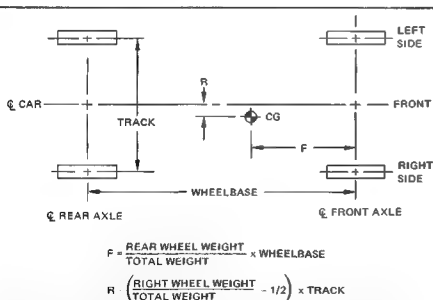 LEFT
SIDE
R
℄ CAR
FRONT
CG
TRACK
F
RIGHT
SIDE
WHEELBASE
℄ REAR AXLE
℄ FRONT AXLE
F = REAR WHEEL WEIGHT / TOTAL WEIGHT x WHEELBASE
R (RIGHT WHEEL WEIGHT / TOTAL WEIGHT - 1/2) x TRACK